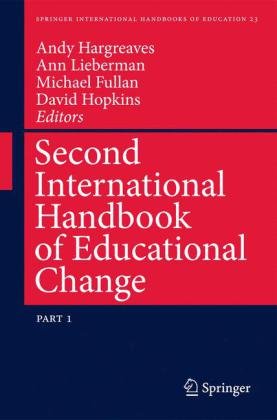 SPRINGER INTERNATIONAL HANDBOOKS OF EDUCATION 23
Andy Hargreaves
Ann Lieberman
Michael Fullan
David Hopkins
Editors
Second
International
Handbook
of Educational
Change
PART 1
Springer